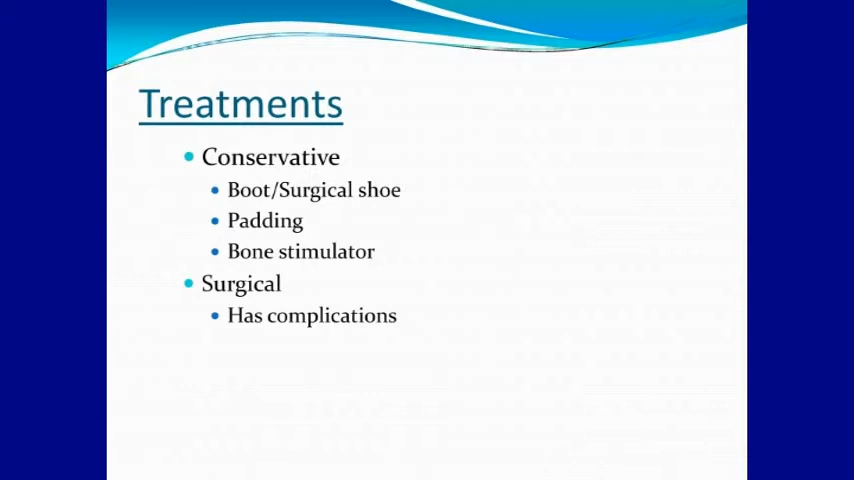 Treatments
Conservative
Boot/Surgical shoe
Padding
Bone stimulator
Surgical
Has complications